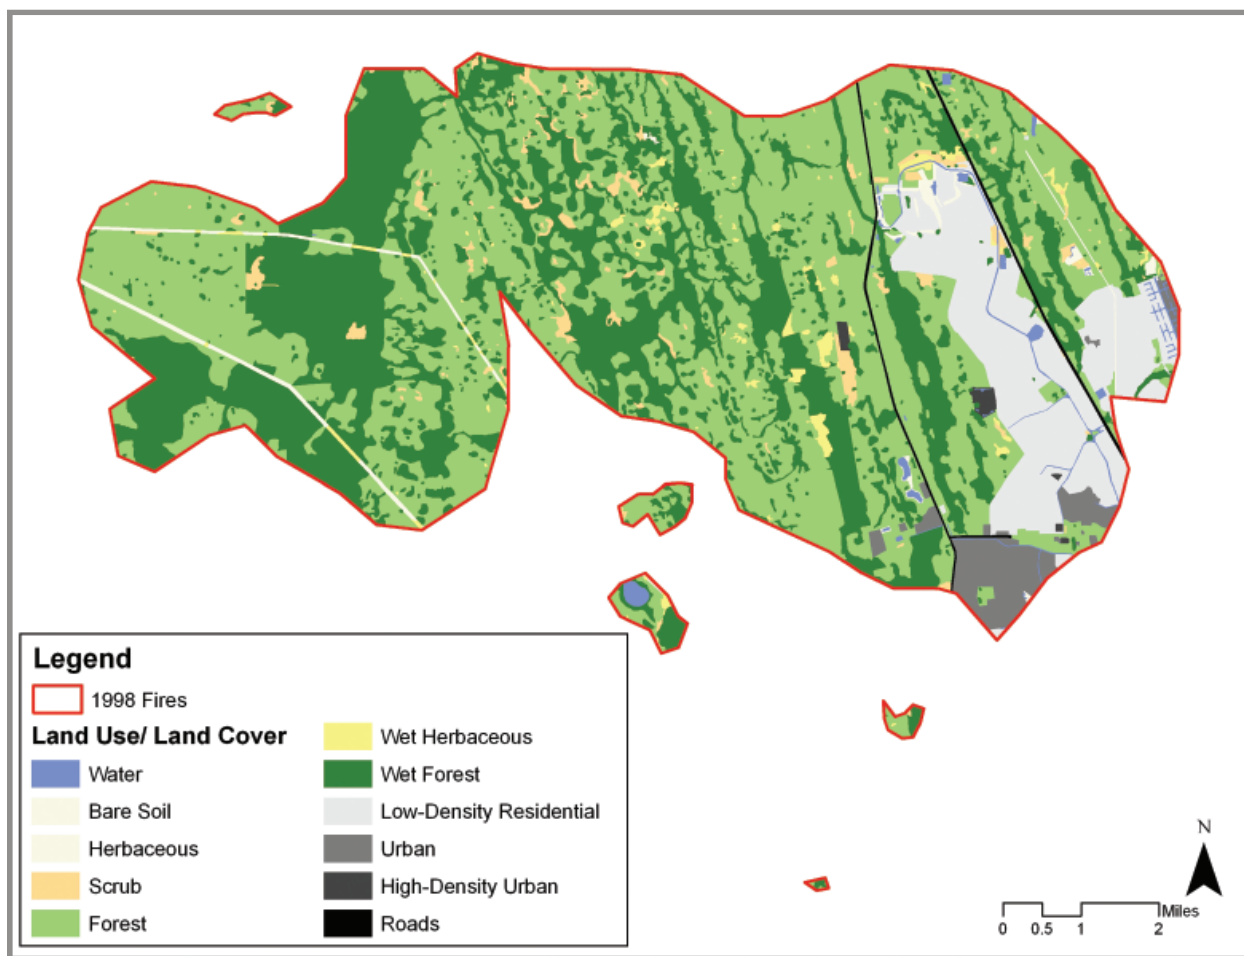 Legend
1998 Fires
Land Use/ Land Cover
Water
Bare Soil
Herbaceous
Scrub
Forest
Wet Herbaceous
Wet Forest
Low-Density Residential
Urban
High-Density Urban
Roads
N
Miles
0 0.5 1 2